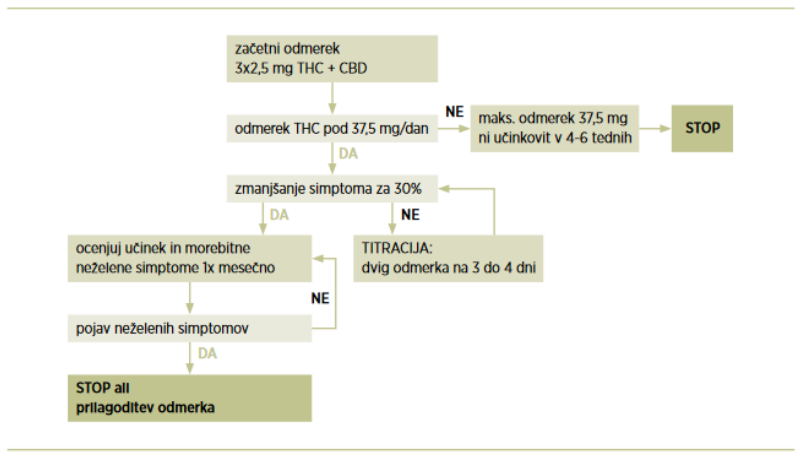 začetni odmerek
3x2,5 mg THC + CBD
odmerek THC pod 37,5 mg/dan
NE
maks. odmerek 37,5 mg
ni učinkovit v 4-6 tednih
STOP
DA
zmanjšanje simptoma za 30%
DA
NE
ocenjuj učinek in morebitne
neželene simptome 1x mesečno
TITRACIJA:
dvig odmerka na 3 do 4 dni
NE
pojav neželenih simptomov
DA
STOP ali
prilagoditev odmerka